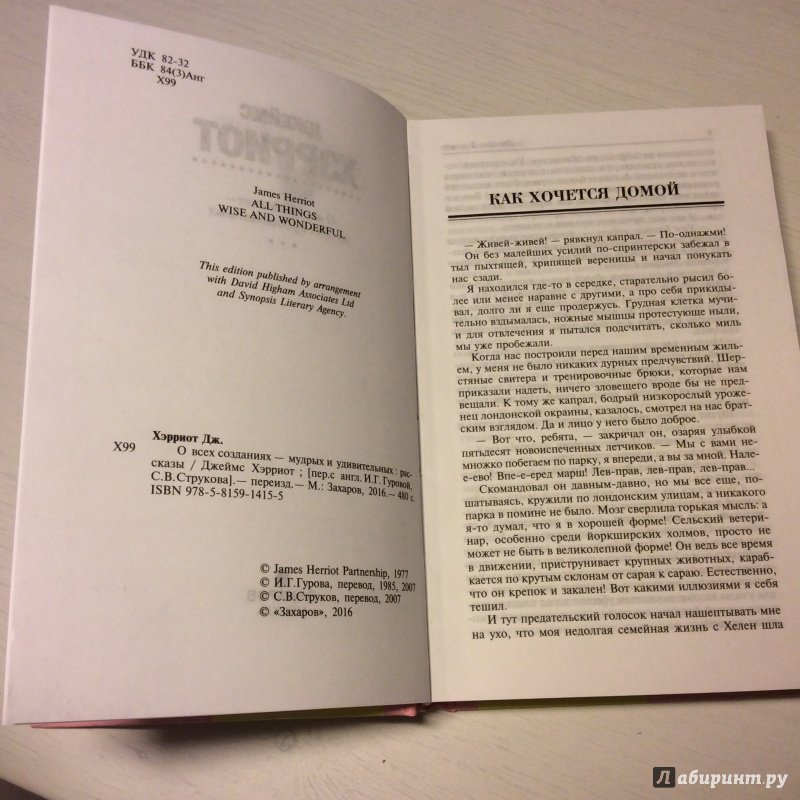 УДК 82-32
ББК 84(3)Анг
Х99
James Herriot
ALL THINGS
WISE AND WONDERFUL
This edition published by arrangement
with David Higham Associates Ltd
and Synopsis Literary Agency.
Хэрриот Дж.
Х99 О всех созданиях — мудрых и удивительных : рас-
сказы / Джеймс Хэрриот ; [пер.с англ. И.Г. Гуровой,
С.В.Струкова].— переизд.— М.: Захаров, 2016.— 480 с.
ISBN 978-5-8159-1415-5
© James Herriot Partnership, 1977
© И.Г.Гурова, перевод, 1985, 2007
© С.В.Струков, перевод, 2007
© «Захаров», 2016
КАК ХОЧЕТСЯ ДОМОЙ
— Живей-живей! — рявкнул капрал. — По-однажми!
Он без малейших усилий по-спринтерски забежал в
тыл пыхтящей, хрипящей вереницы и начал понукать
нас сзади.
Я находился где-то в середке, старательно рысил бо-
лее или менее наравне с другими, а про себя прикиды-
вал, долго ли я еще продержусь. Грудная клетка мучи-
тельно вздымалась, ножные мышцы протестующе ныли,
и для отвлечения я пытался подсчитать, сколько миль
мы уже пробежали.
Когда нас построили перед нашим временным жиль-
ем, у меня не было никаких дурных предчувствий. Шер-
стяные свитера и тренировочные брюки, которые нам
приказали надеть, ничего зловещего вроде бы не пред-
вещали. К тому же капрал, бодрый низкорослый уроже-
нец лондонской окраины, казалось, смотрел на нас брат-
ским взглядом. Да и лицо у него было доброе.
— Вот что, ребята, — закричал он, озаряя улыбкой
пятьдесят новоиспеченных летчиков. — Мы с вами не-
множко побегаем по парку, я впереди, а вы за мной. Нале-
е-ево! Впе-е-еред марш! Лев-прав, лев-прав, лев-прав...
Скомандовал он давным-давно, но мы все еще, по-
шатываясь, кружили по лондонским улицам, а никакого
парка в помине не было. Мозг сверлила горькая мысль: а
я-то думал, что я в хорошей форме! Сельский ветери-
нар, особенно среди йоркширских холмов, просто не
может не быть в великолепной форме! Он ведь все время
в движении, приструнивает крупных животных, караб-
кается по крутым склонам от сарая к сараю. Естественно,
что он крепок и закален! Вот какими иллюзиями я себя
тешил.
И тут предательский голосок начал нашептывать мне
на ухо, что моя недолгая семейная жизнь с Хелен шла
Лабиринт.ру